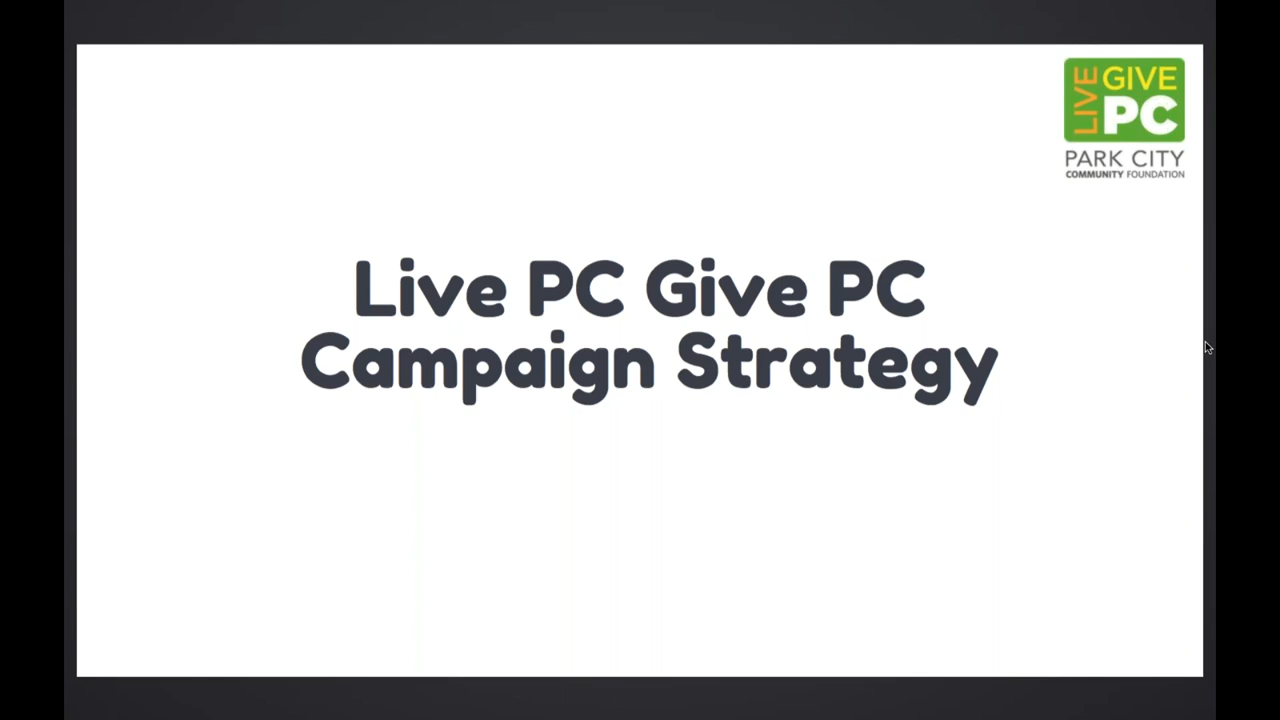 LIVE
GIVE
PC
PARK CITY
COMMUNITY FOUNDATION
Live PC Give PC
Campaign Strategy